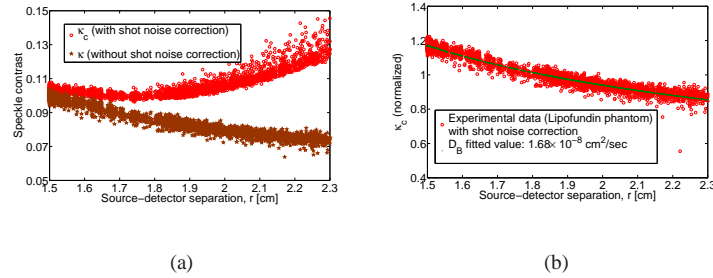 0.15
0.13
0.11
0.09
0.07
0.05
Speckle contrast
κc (with shot noise correction)
κ (without shot noise correction)
1.5 1.6 1.7 1.8 1.9 2 2.1 2.2 2.3
Source−detector separation, r [cm]
(a)
1.6
1.4
1.2
1
0.8
0.6
0.4
κc (normalized)
Experimental data (Lipofundin phantom)
with shot noise correction
DB fitted value: 1.68× 10−8 cm2/sec
1.5 1.6 1.7 1.8 1.9 2 2.1 2.2 2.3
Source−detector separation, r [cm]
(b)